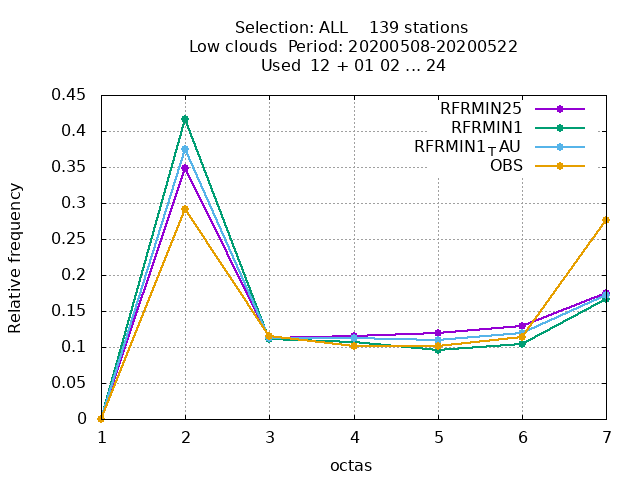 Selection: ALL    139 stations
Low clouds  Period: 20200508-20200522
Used  12 + 01 02 ... 24
RFRMIN25
RFRMIN1
RFRMIN1TAU
OBS
Relative frequency
0.45
0.4
0.35
0.3
0.25
0.2
0.15
0.1
0.05
0
1 2 3 4 5 6 7
octas